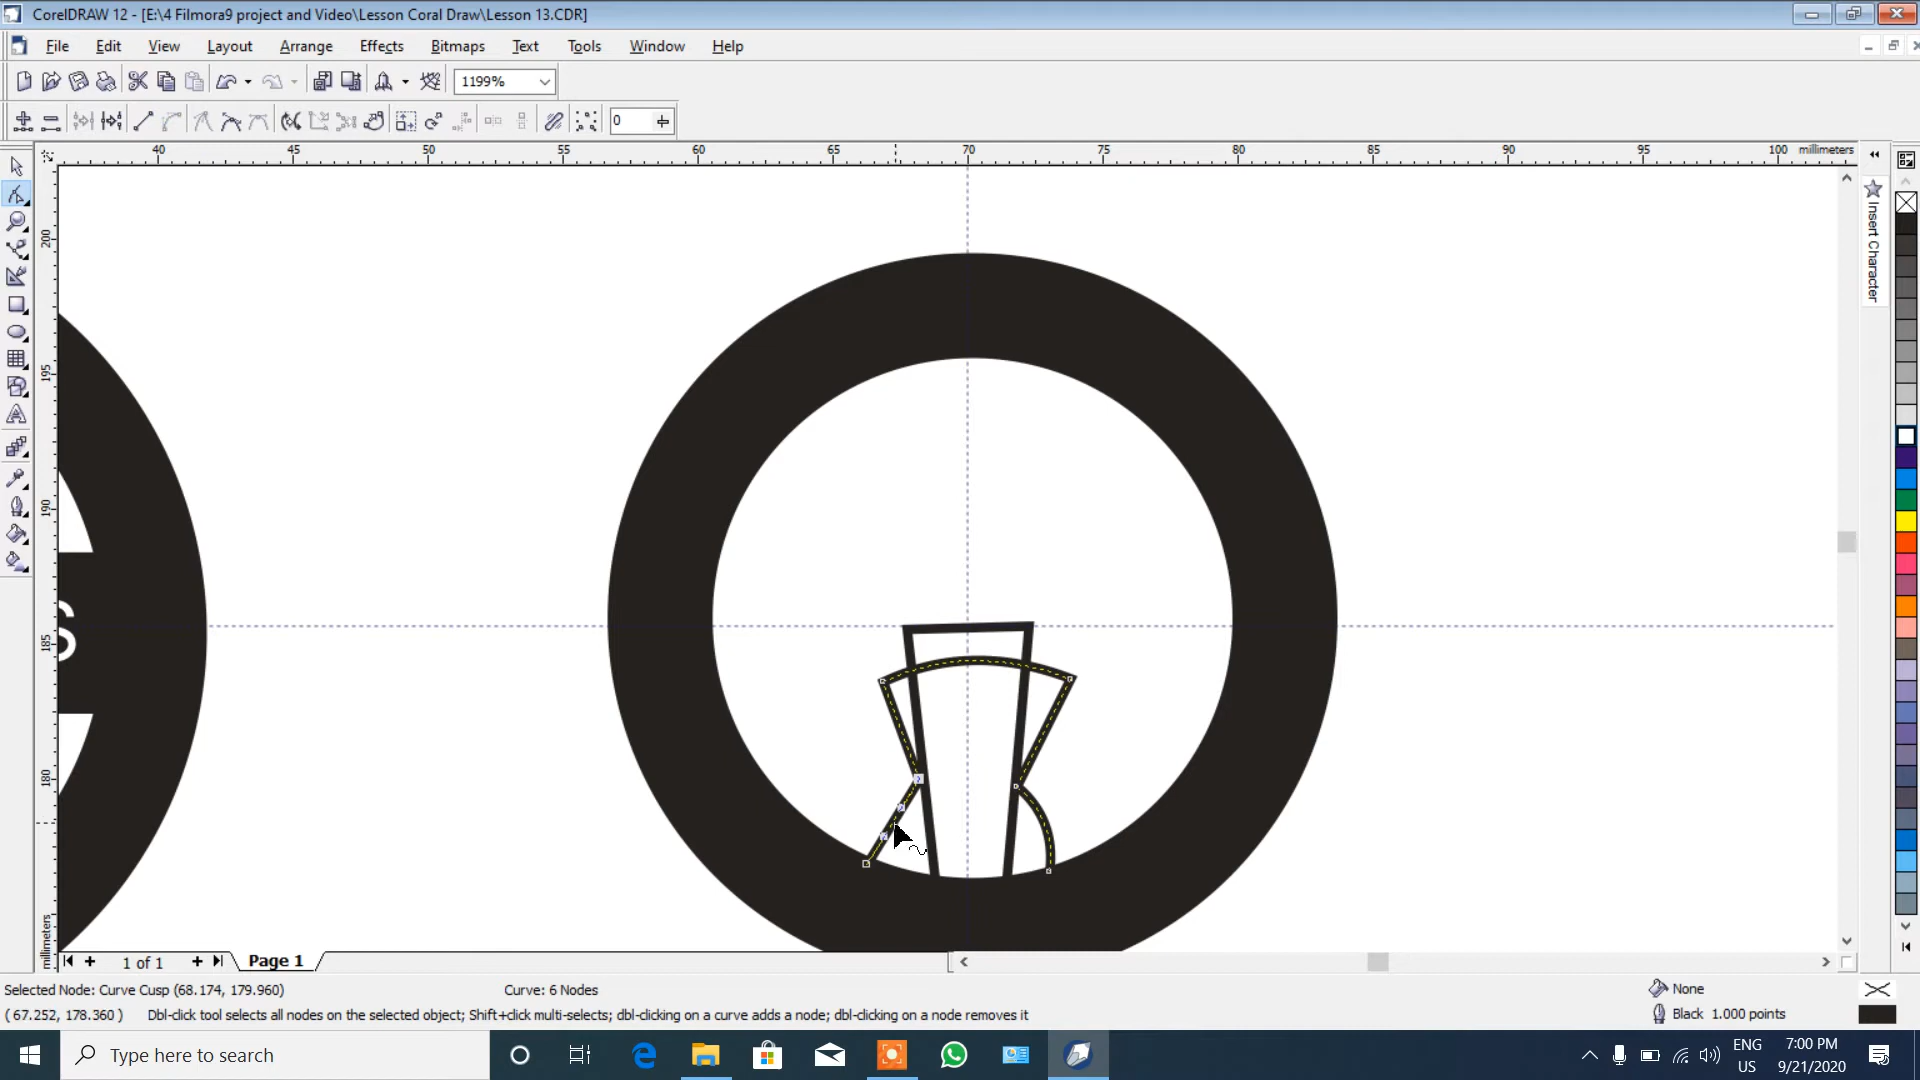 CorelDRAW 12 - [E:\4 Filmora9 project and Video\Lesson Coral Draw\Lesson 13.CDR]
File Edit View Layout Arrange Effects Bitmaps Text Tools Window Help
1199%
0
40 45 50 55 60 65 70 75 80 85 90 95 100 millimeters
200
195
190
185
180
millimeters
S
Insert Character
1 of 1
Page 1
Selected Node: Curve Cusp (68.174, 179.960) Curve: 6 Nodes None
( 67.252, 178.360 ) Dbl-click tool selects all nodes on the selected object; Shift+click multi-selects; dbl-clicking on a curve adds a node; dbl-clicking on a node removes it Black 1.000 points
Type here to search
ENG
US
7:00 PM
9/21/2020